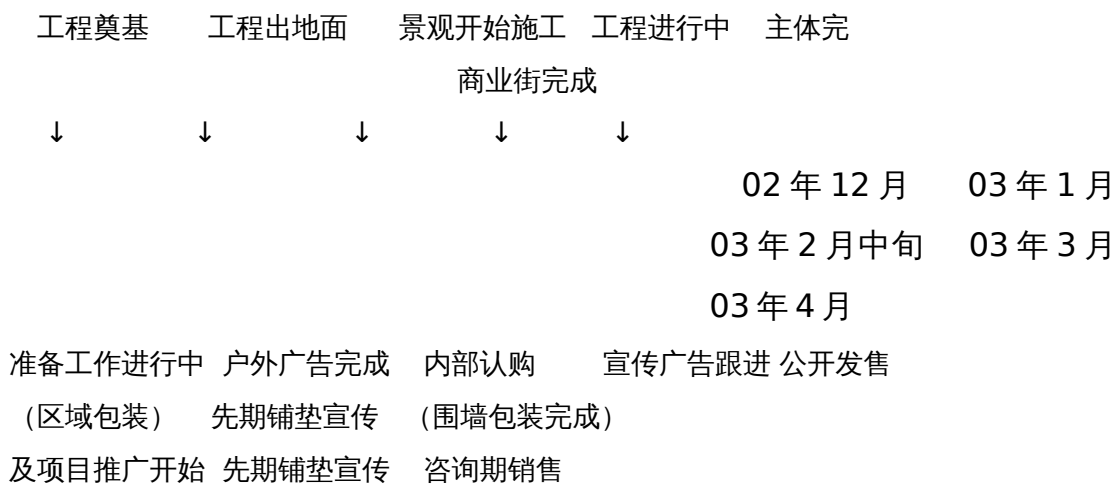 工程奠基 工程出地面 景观开始施工 工程进行中 主体完
商业街完成
↓ ↓ ↓ ↓ ↓
02 年 12 月 03 年 1 月
03 年 2 月中旬 03 年 3 月
03 年 4 月
准备工作进行中 户外广告完成 内部认购 宣传广告跟进 公开发售
（区域包装） 先期铺垫宣传 （围墙包装完成）
及项目推广开始 先期铺垫宣传 咨询期销售